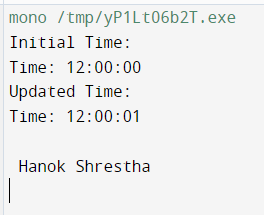 mono /tmp/yP1Lt06b2T.exe
Initial Time:
Time: 12:00:00
Updated Time:
Time: 12:00:01
Hanok Shrestha